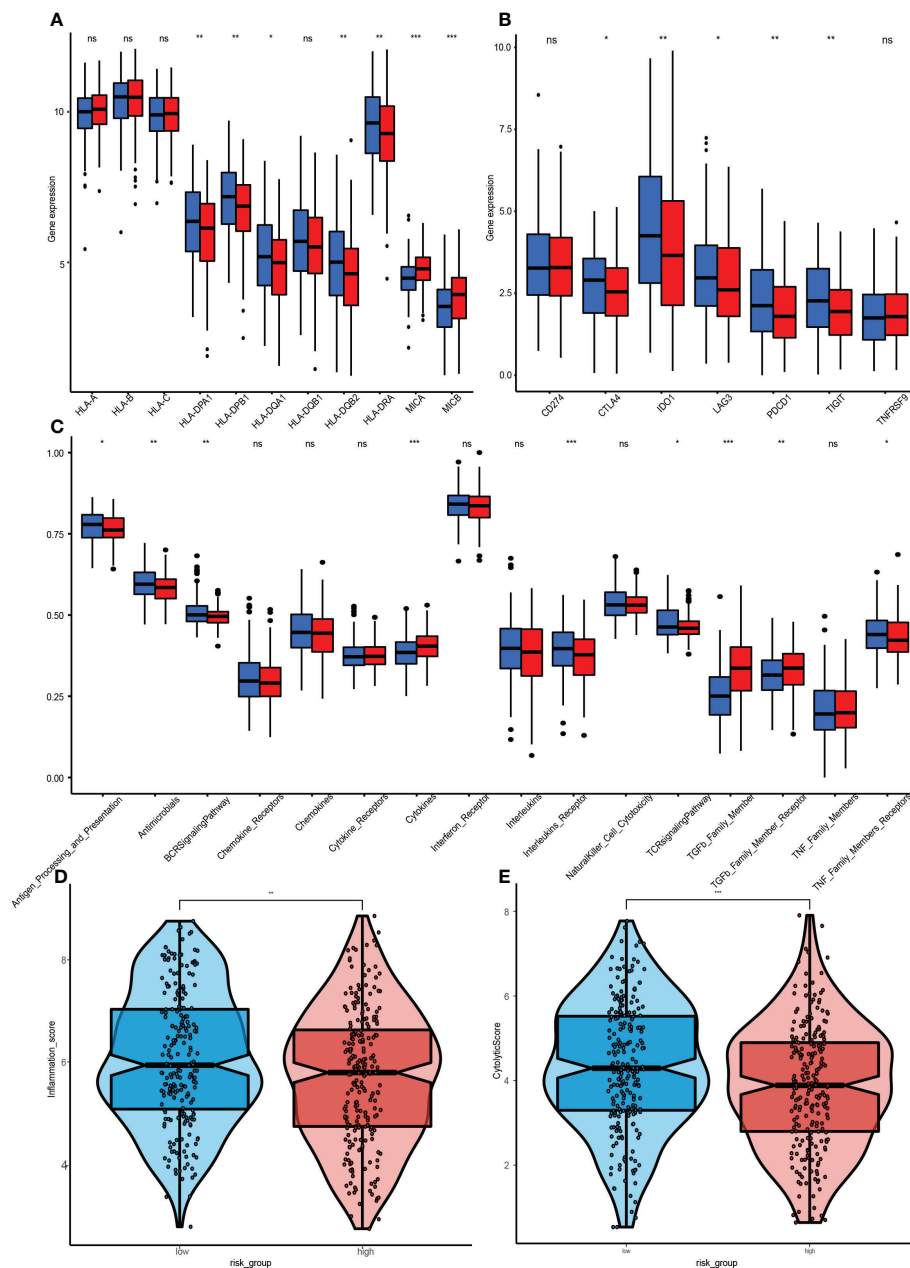 A
ns ns ns ** ** * ns ** ** *** ***
Gene expression
10
5
HLA-A HLA-B HLA-C HLA-DPA1 HLA-DPB1 HLA-DQA1 HLA-DQB1 HLA-DQB2 HLA-DRA MICA MICB
B
ns * ** * ** ** ns
Gene expression
10.0
7.5
5.0
2.5
0.0
CD274 CTLA4 IDO1 LAG3 PDCD1 TIGIT TNFRSF9
C
* ** ** ns ns ns *** ns ns *** ns * *** ** ns *
1.00
0.75
0.50
0.25
0.00
Antigen_Processing_and_Presentation Antimicrobials BCRSignalingPathway Chemokine_Receptors Chemokines Cytokine_Receptors Cytokines Interferon_Receptor Interleukins Interleukins_Receptor NaturalKiller_Cell_Cytotoxicity TCRsignalingPathway TGFb_Family_Member TGFb_Family_Member_Receptor TNF_Family_Members TNF_Family_Members_Receptors
D
**
Inflammation_score
8
6
4
low high
risk_group
E
***
CytolyticScore
8
6
4
2
low high
risk_group